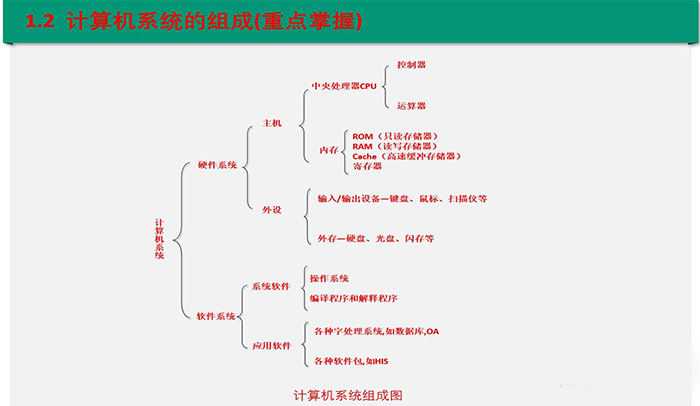 1.2 计算机系统的组成(重点掌握)
控制器
中央处理器CPU
运算器
主机
ROM（只读存储器）
RAM（读写存储器）
内存
Cache（高速缓冲存储器）
寄存器
硬件系统
输入/输出设备—键盘、鼠标、扫描仪等
外设
外存—硬盘、光盘、闪存等
计算机系统
操作系统
系统软件
编译程序和解释程序
软件系统
各种字处理系统,如数据库,OA
应用软件
各种软件包,如HIS
计算机系统组成图